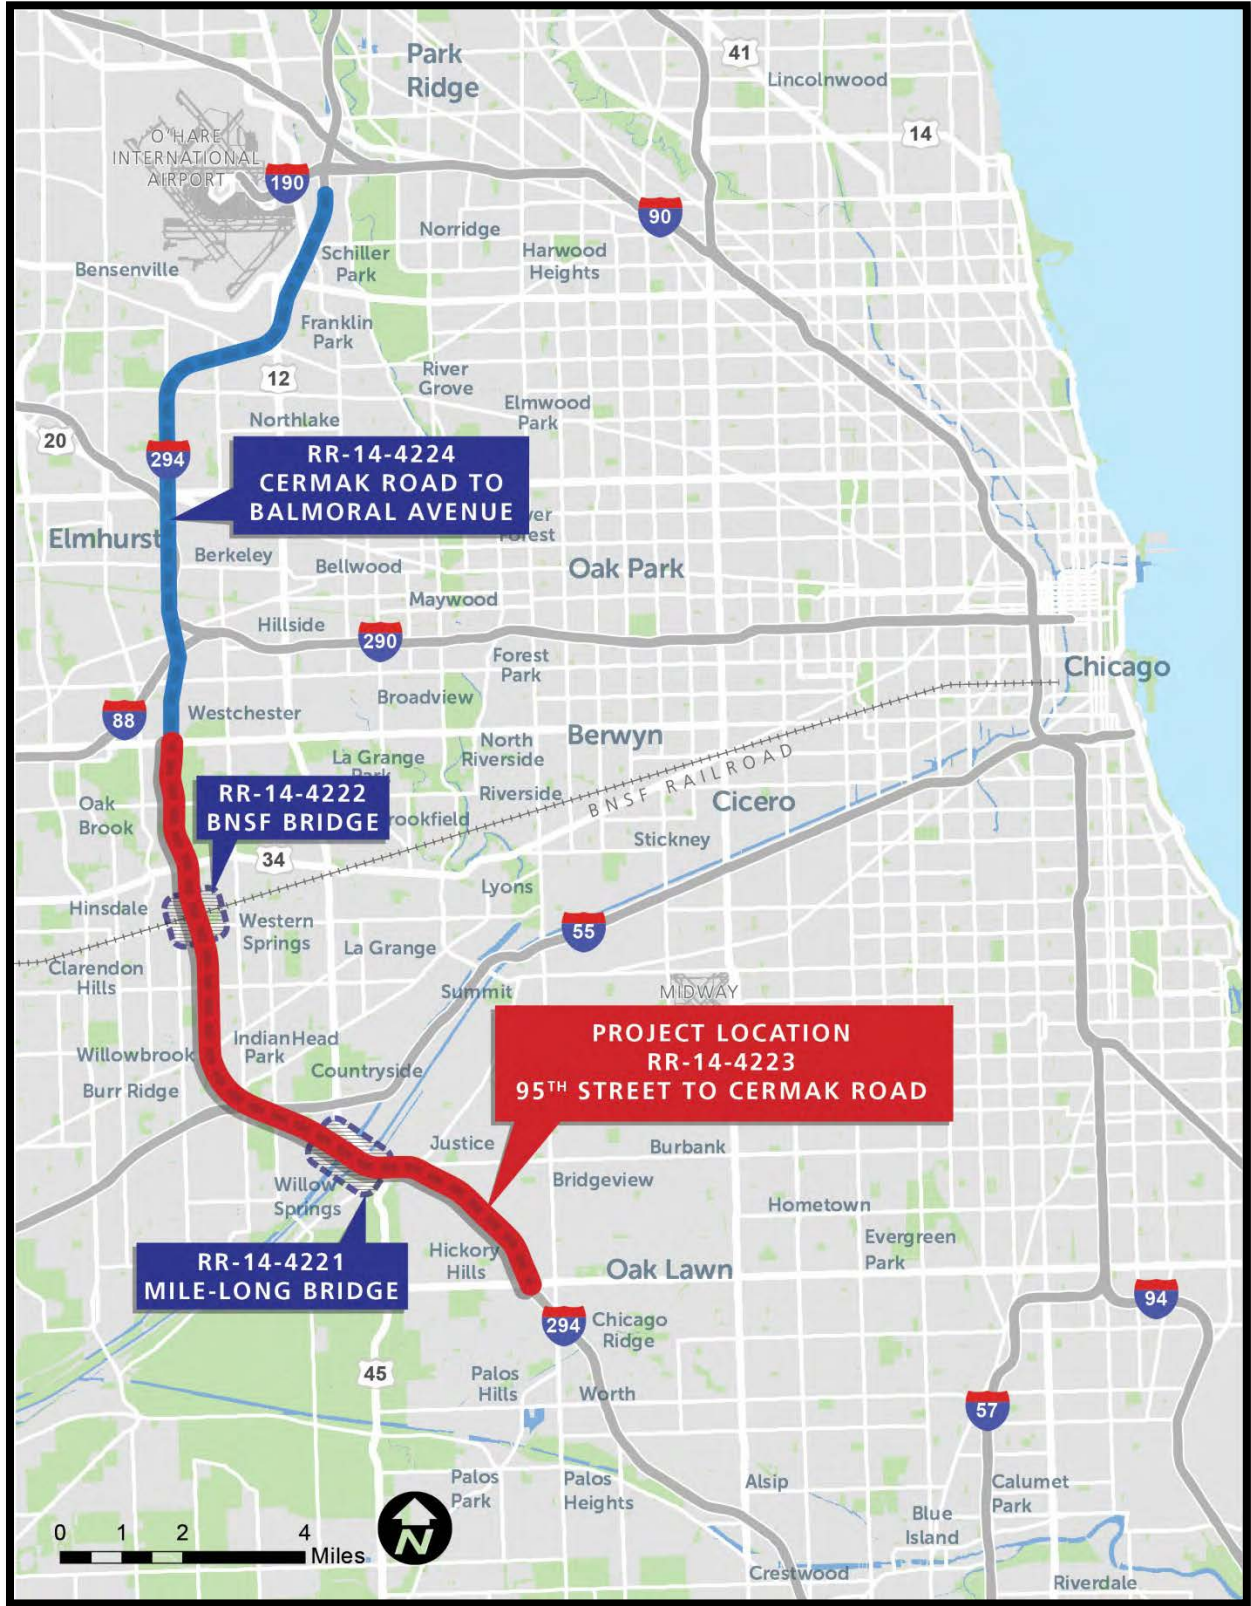 Park
Ridge
41
Lincolnwood
14
O'HARE
INTERNATIONAL
AIRPORT
190
90
Norridge
Schiller
Park
Harwood
Heights
Bensenville
Franklin
Park
12
River
Grove
Elmwood
Park
Northlake
20
294
RR-14-4224
CERMAK ROAD TO
BALMORAL AVENUE
Elmhurst
Berkeley
Bellwood
Oak Park
Maywood
Hillside
290
Forest
Park
Chicago
Broadview
88
Westchester
North
Riverside
Berwyn
La Grange
BNSF RAILROAD
Riverside
Cicero
Oak
Brook
RR-14-4222
BNSF BRIDGE
Stickney
34
Lyons
Hinsdale
Western
Springs
La Grange
55
Clarendon
Hills
Summit
MIDWAY
PROJECT LOCATION
RR-14-4223
95TH STREET TO CERMAK ROAD
IndianHead
Park
Willowbrook
Countryside
Burr Ridge
Justice
Burbank
Bridgeview
Willow
Springs
Hometown
Evergreen
Park
Hickory
Hills
RR-14-4221
MILE-LONG BRIDGE
Oak Lawn
294
Chicago
Ridge
94
45
Palos
Hills
Worth
57
Palos
Park
Palos
Heights
Alsip
Calumet
Park
Blue
Island
0 1 2 4
Miles
N
Crestwood
Riverdale